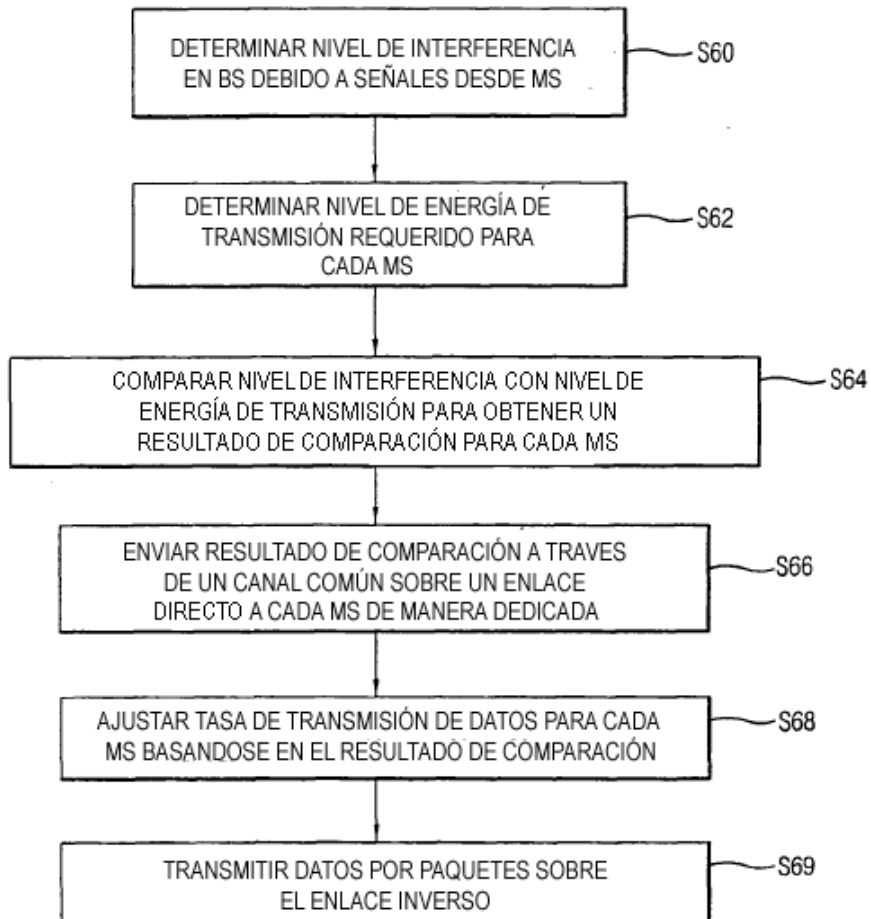 DETERMINAR NIVEL DE INTERFERENCIA
EN BS DEBIDO A SEÑALES DESDE MS
S60
DETERMINAR NIVEL DE ENERGÍA DE
TRANSMISIÓN REQUERIDO PARA
CADA MS
S62
COMPARAR NIVEL DE INTERFERENCIA CON NIVEL DE
ENERGÍA DE TRANSMISIÓN PARA OBTENER UN
RESULTADO DE COMPARACIÓN PARA CADA MS
S64
ENVIAR RESULTADO DE COMPARACIÓN A TRAVES
DE UN CANAL COMÚN SOBRE UN ENLACE
DIRECTO A CADA MS DE MANERA DEDICADA
S66
AJUSTAR TASA DE TRANSMISIÓN DE DATOS PARA CADA
MS BASANDOSE EN EL RESULTADO DE COMPARACIÓN
S68
TRANSMITIR DATOS POR PAQUETES SOBRE
EL ENLACE INVERSO
S69